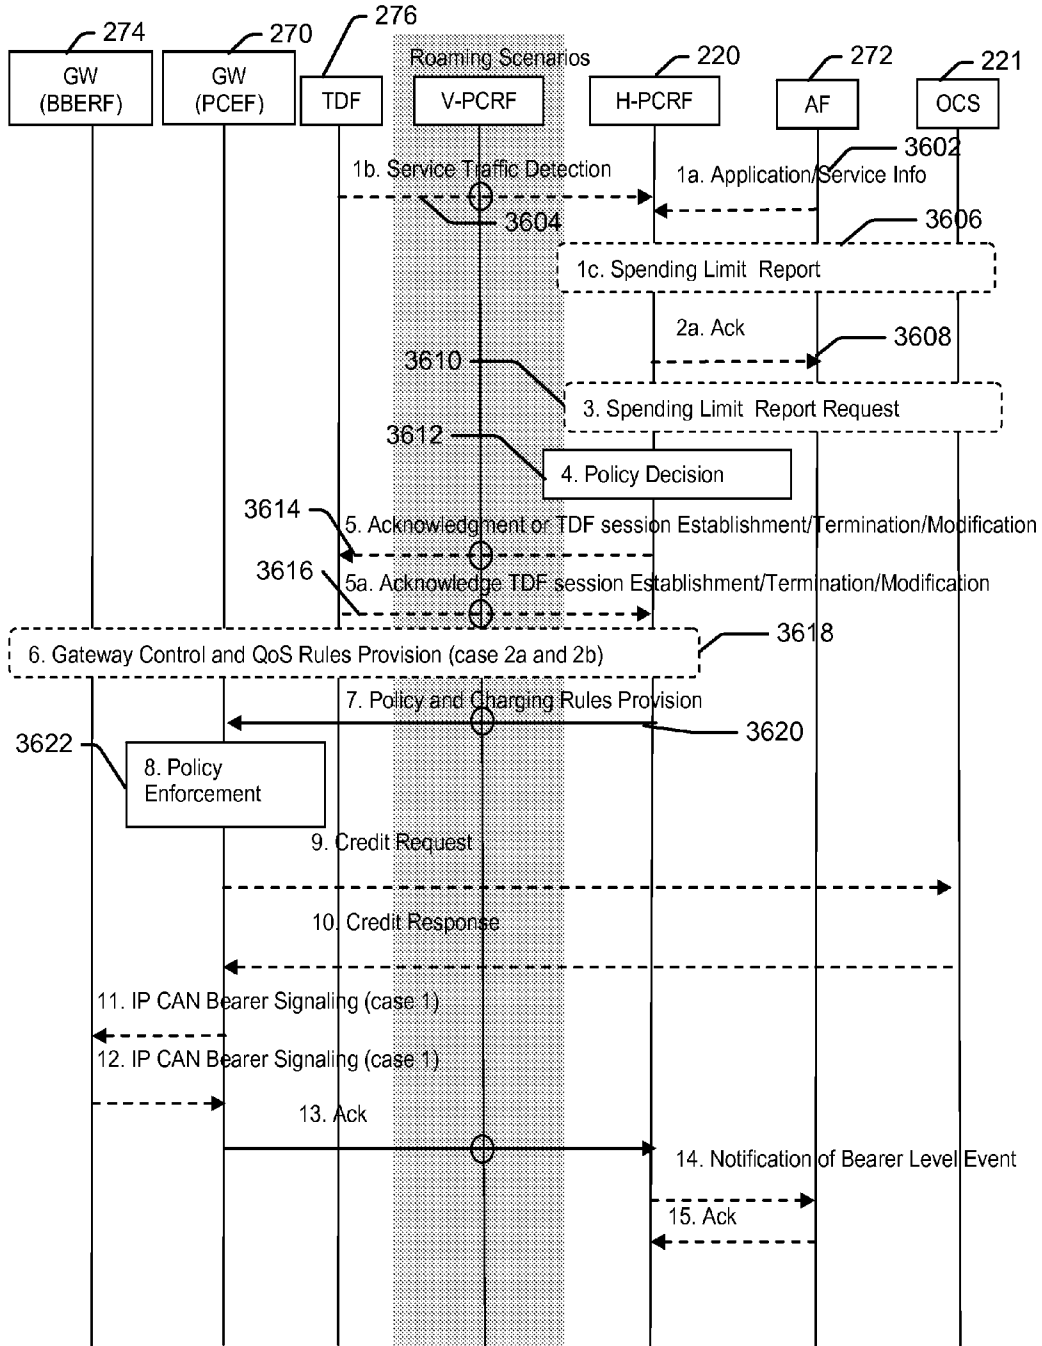 274
270
276
Roaming Scenarios
220
272
221
GW
(BBERF)
GW
(PCEF)
TDF
V-PCRF
H-PCRF
AF
OCS
3602
1b. Service Traffic Detection
1a. Application/Service Info
3604
3606
1c. Spending Limit Report
2a. Ack
3608
3610
3. Spending Limit Report Request
3612
4. Policy Decision
3614
5. Acknowledgment or TDF session Establishment/Termination/Modification
3616
5a. Acknowledge TDF session Establishment/Termination/Modification
3618
6. Gateway Control and QoS Rules Provision (case 2a and 2b)
7. Policy and Charging Rules Provision
3620
3622
8. Policy
Enforcement
9. Credit Request
10. Credit Response
11. IP CAN Bearer Signaling (case 1)
12. IP CAN Bearer Signaling (case 1)
13. Ack
14. Notification of Bearer Level Event
15. Ack